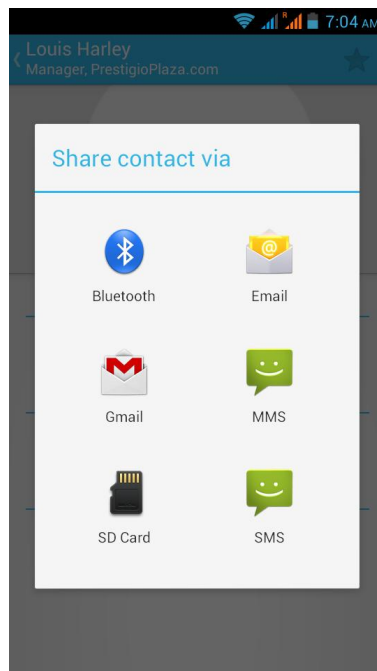 R
7:04 AM
Louis Harley
Manager, PrestigioPlaza.com
Share contact via
Bluetooth
Email
Gmail
MMS
SD Card
SMS